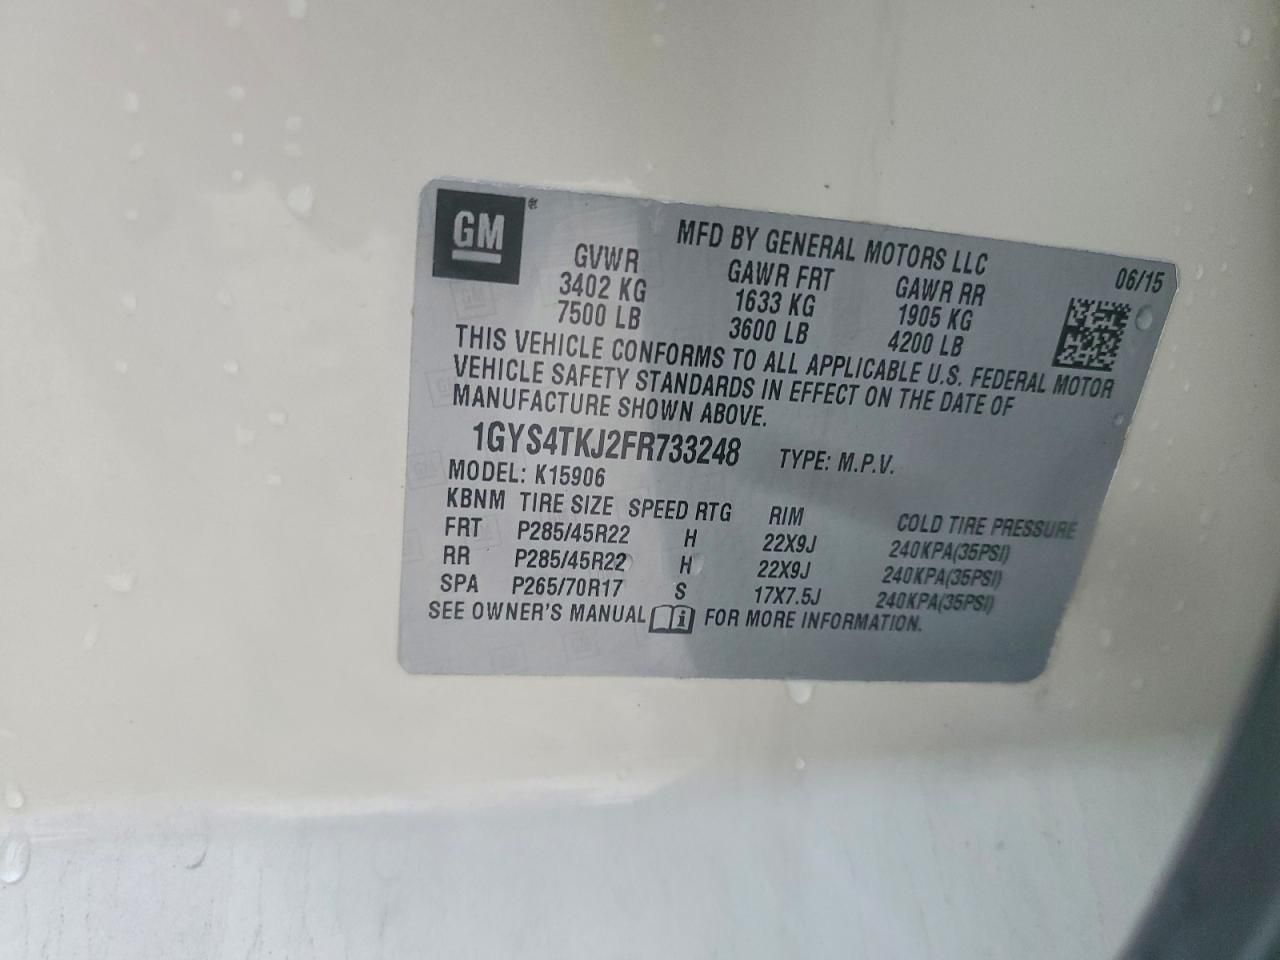 GM ®
MFD BY GENERAL MOTORS LLC 06/15
GVWR GAWR FRT GAWR RR
3402 KG 1633 KG 1905 KG
7500 LB 3600 LB 4200 LB
THIS VEHICLE CONFORMS TO ALL APPLICABLE U.S. FEDERAL MOTOR
VEHICLE SAFETY STANDARDS IN EFFECT ON THE DATE OF
MANUFACTURE SHOWN ABOVE.
1GYS4TKJ2FR733248 TYPE: M.P.V.
MODEL: K15906
KBNM TIRE SIZE SPEED RTG RIM COLD TIRE PRESSURE
FRT P285/45R22 H 22X9J 240KPA(35PSI)
RR P285/45R22 H 22X9J 240KPA(35PSI)
SPA P265/70R17 S 17X7.5J 240KPA(35PSI)
SEE OWNER'S MANUAL i FOR MORE INFORMATION.